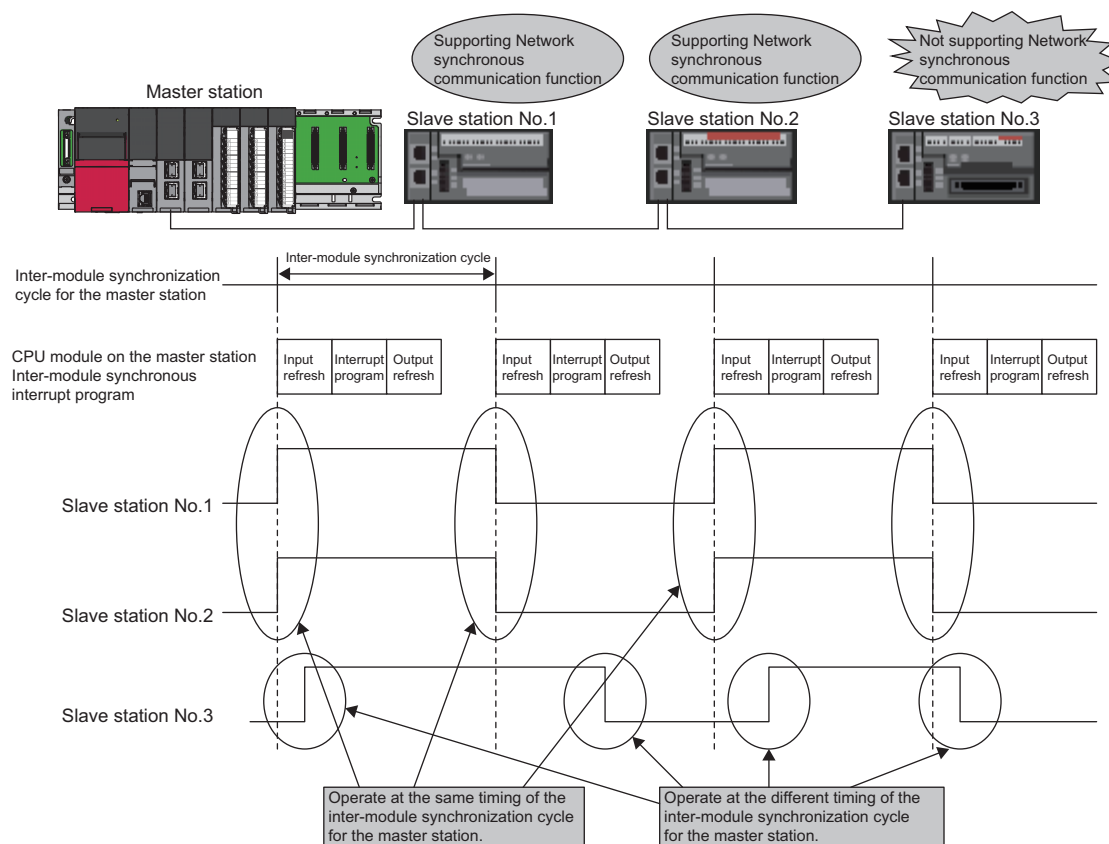 Supporting Network
synchronous
communication function
Supporting Network
synchronous
communication function
Not supporting Network
synchronous
communication function
Master station
Slave station No.1
Slave station No.2
Slave station No.3
Inter-module synchronization cycle
Inter-module synchronization
cycle for the master station
CPU module on the master station
Inter-module synchronous
interrupt program
Input
refresh
Interrupt
program
Output
refresh
Input
refresh
Interrupt
program
Output
refresh
Input
refresh
Interrupt
program
Output
refresh
Input
refresh
Interrupt
program
Output
refresh
Slave station No.1
Slave station No.2
Slave station No.3
Operate at the same timing of the
inter-module synchronization cycle
for the master station.
Operate at the different timing of the
inter-module synchronization cycle
for the master station.